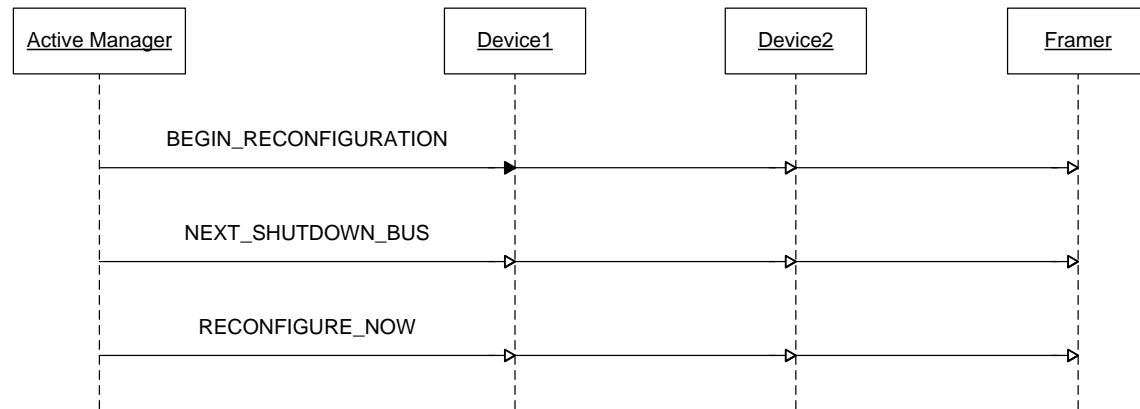 Active Manager
Device1
Device2
Framer
BEGIN_RECONFIGURATION
NEXT_SHUTDOWN_BUS
RECONFIGURE_NOW